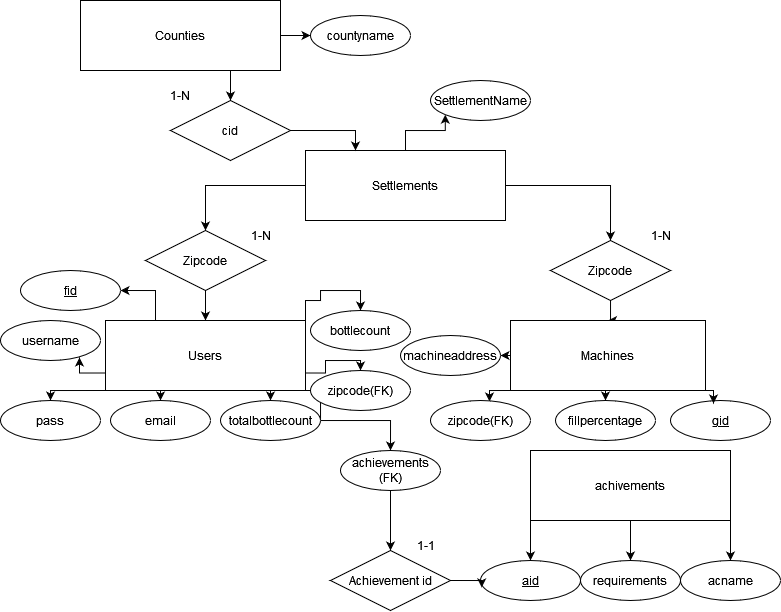 Counties
countyname
1-N
SettlementName
cid
Settlements
1-N
1-N
Zipcode
Zipcode
fid
bottlecount
username
Users
machineaddress
Machines
zipcode(FK)
pass
email
totalbottlecount
zipcode(FK)
fillpercentage
gid
achievements
(FK)
achivements
1-1
Achievement id
aid
requirements
acname